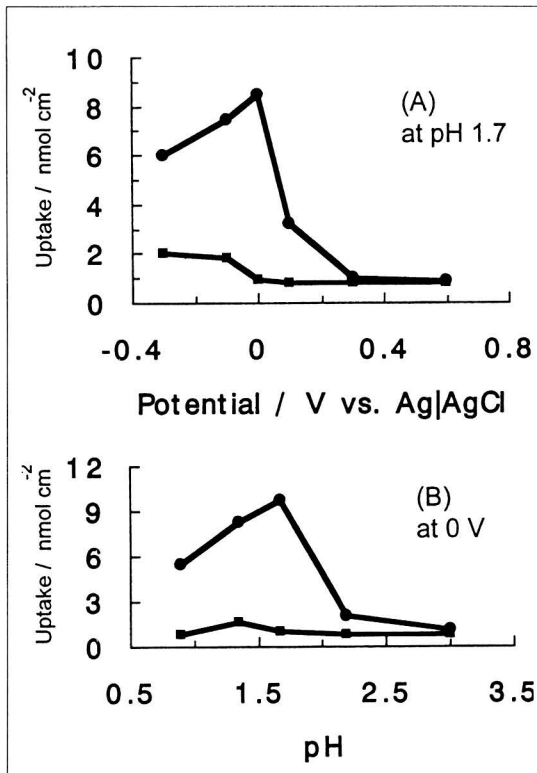 10
8
6
4
2
0
Uptake / nmol cm-2
(A)
at pH 1.7
-0.4 0 0.4 0.8
Potential / V vs. Ag|AgCl
12
9
6
3
0
Uptake / nmol cm-2
(B)
at 0 V
0.5 1.5 2.5 3.5
pH